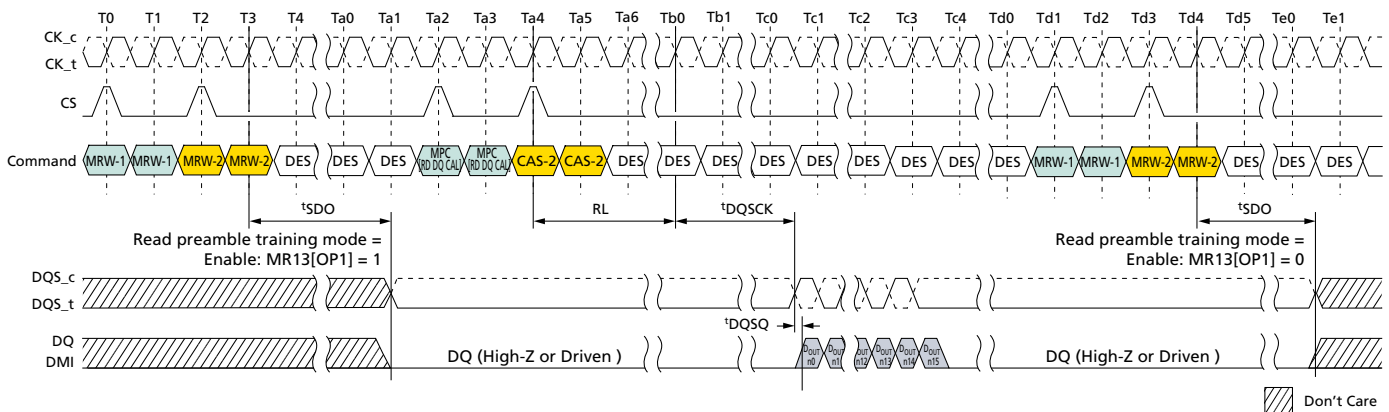 T0 T1 T2 T3 T4 Ta0 Ta1 Ta2 Ta3 Ta4 Ta5 Ta6 Tb0 Tb1 Tc0 Tc1 Tc2 Tc3 Tc4 Td0 Td1 Td2 Td3 Td4 Td5 Te0 Te1
CK_c
CK_t
CS
Command MRW-1 MRW-1 MRW-2 MRW-2 DES DES DES MPC [RD DQ CAL] MPC [RD DQ CAL] CAS-2 CAS-2 DES DES DES DES DES DES DES DES DES MRW-1 MRW-1 MRW-2 MRW-2 DES DES DES
tSDO RL tDQSCK tSDO
Read preamble training mode =
Enable: MR13[OP1] = 1
Read preamble training mode =
Enable: MR13[OP1] = 0
DQS_c
DQS_t
tDQSQ
DQ
DMI
DQ (High-Z or Driven )
DOUT n0 DOUT n1 OUT n12 DOUT n13 DOUT n14 DOUT n15
DQ (High-Z or Driven )
Don't Care